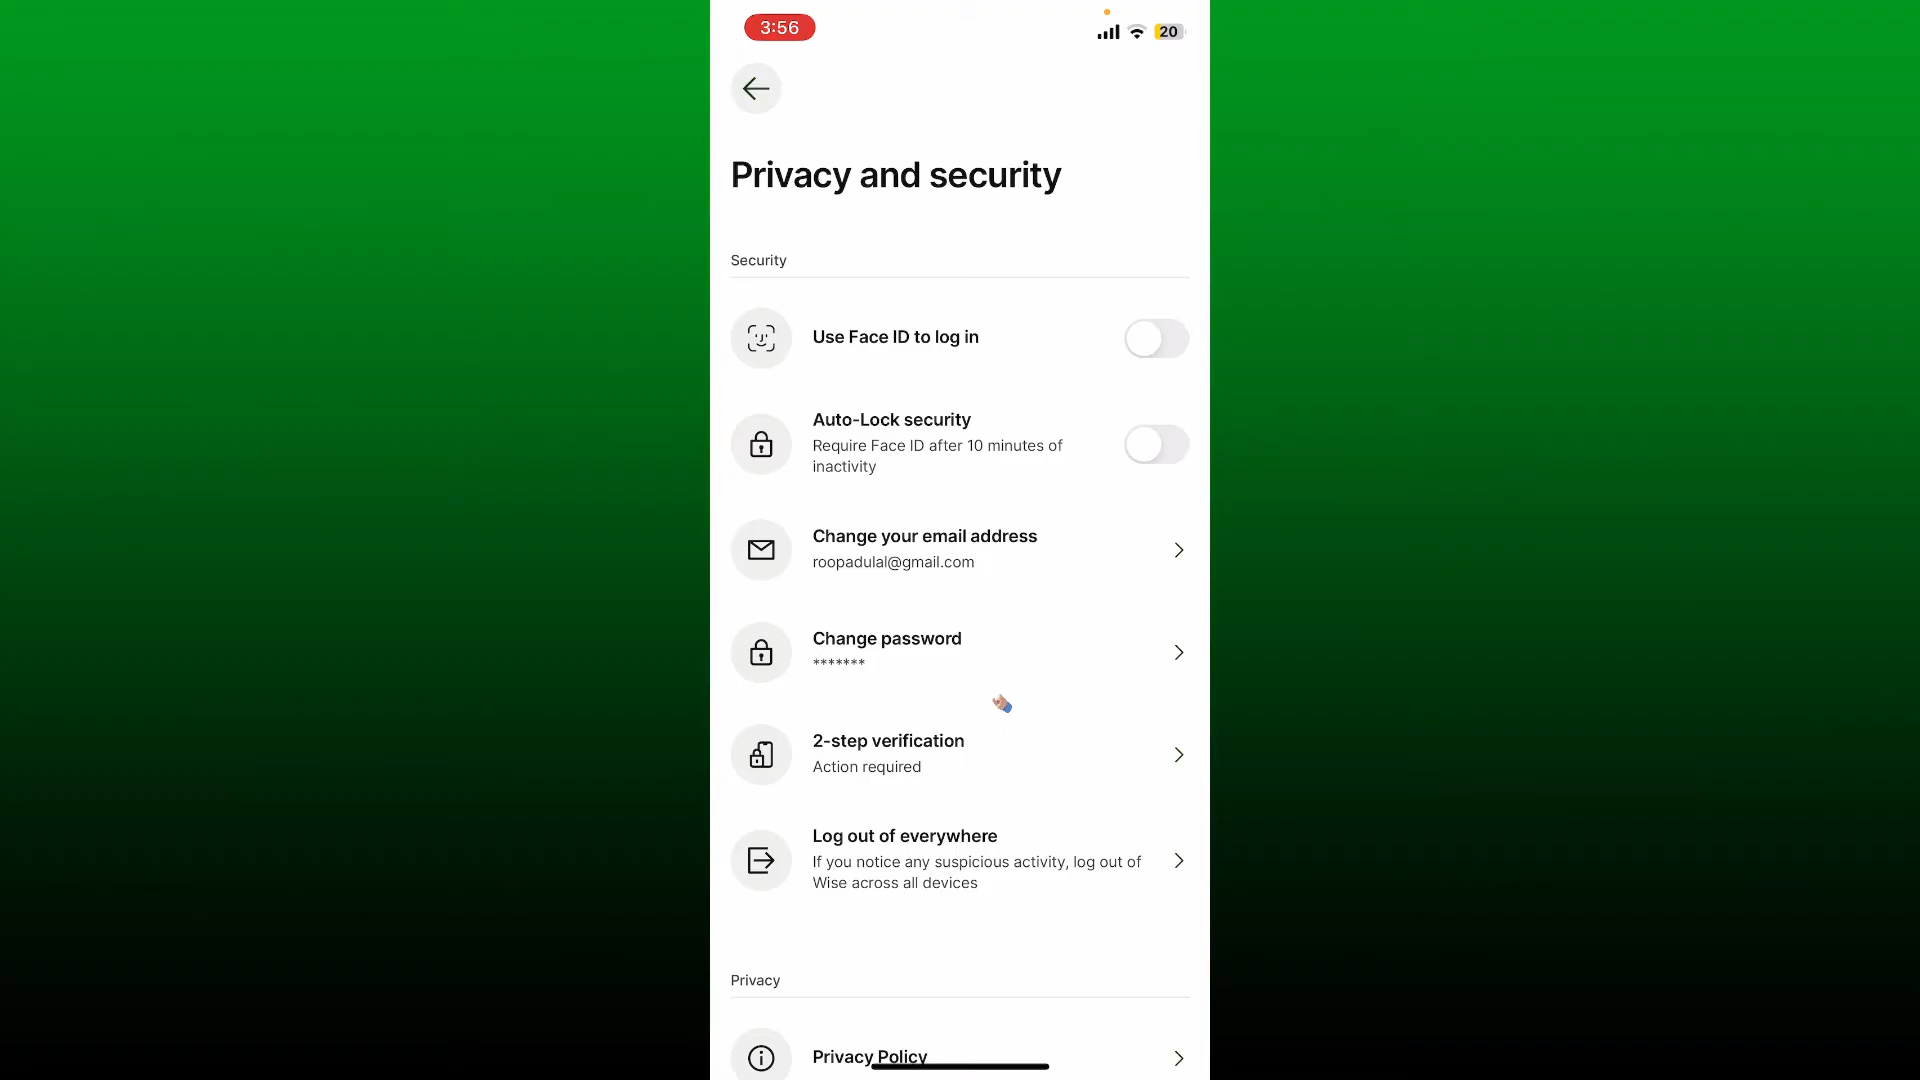 3:56
20
Privacy and security
Security
Use Face ID to log in
Auto-Lock security
Require Face ID after 10 minutes of
inactivity
Change your email address
roopadulal@gmail.com
Change password
*******
2-step verification
Action required
Log out of everywhere
If you notice any suspicious activity, log out of
Wise across all devices
Privacy
Privacy Policy